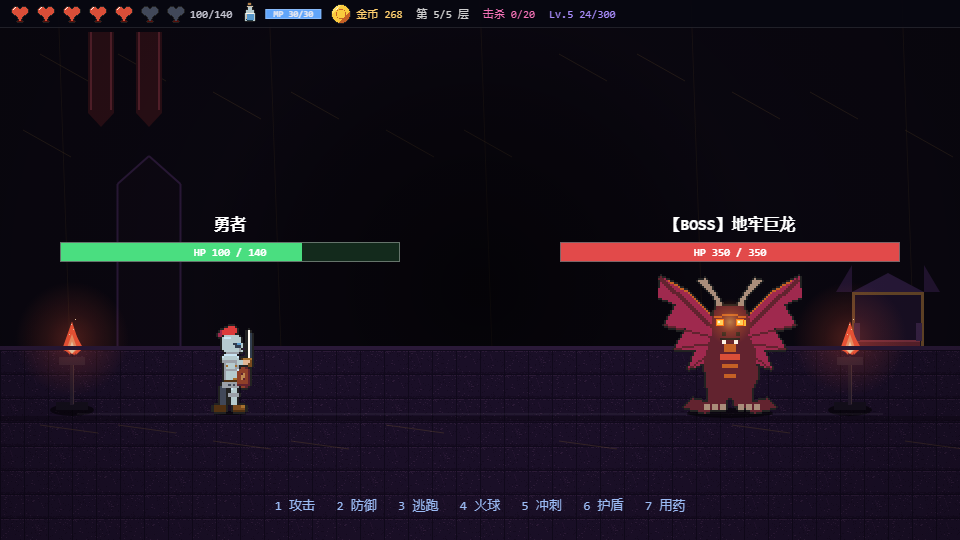 100/140 MP 30/30 金币 268 第 5/5 层 击杀 0/20 Lv.5 24/300
勇者
HP 100 / 140
【BOSS】地牢巨龙
HP 350 / 350
1 攻击 2 防御 3 逃跑 4 火球 5 冲刺 6 护盾 7 用药